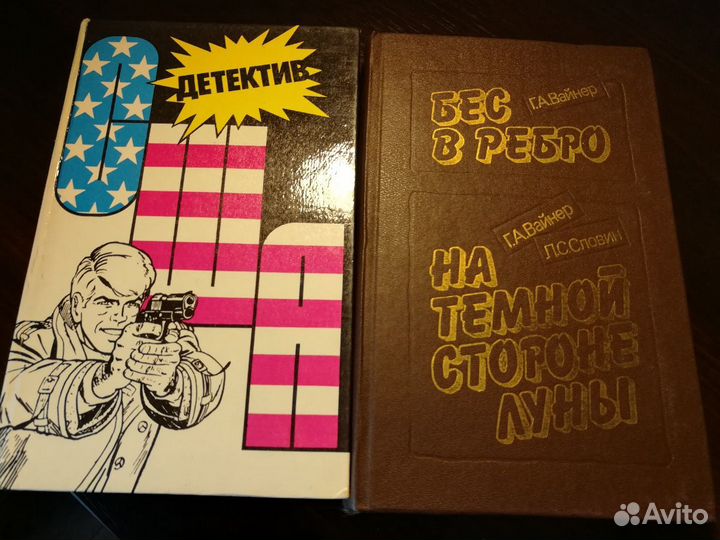 ДЕТЕКТИВ
США
Г.А.Вайнер
БЕС
В РЕБРО
Г.А.Вайнер
Л.С.Словин
НА
ТЕМНОЙ
СТОРОНЕ
ЛУНЫ
Avito